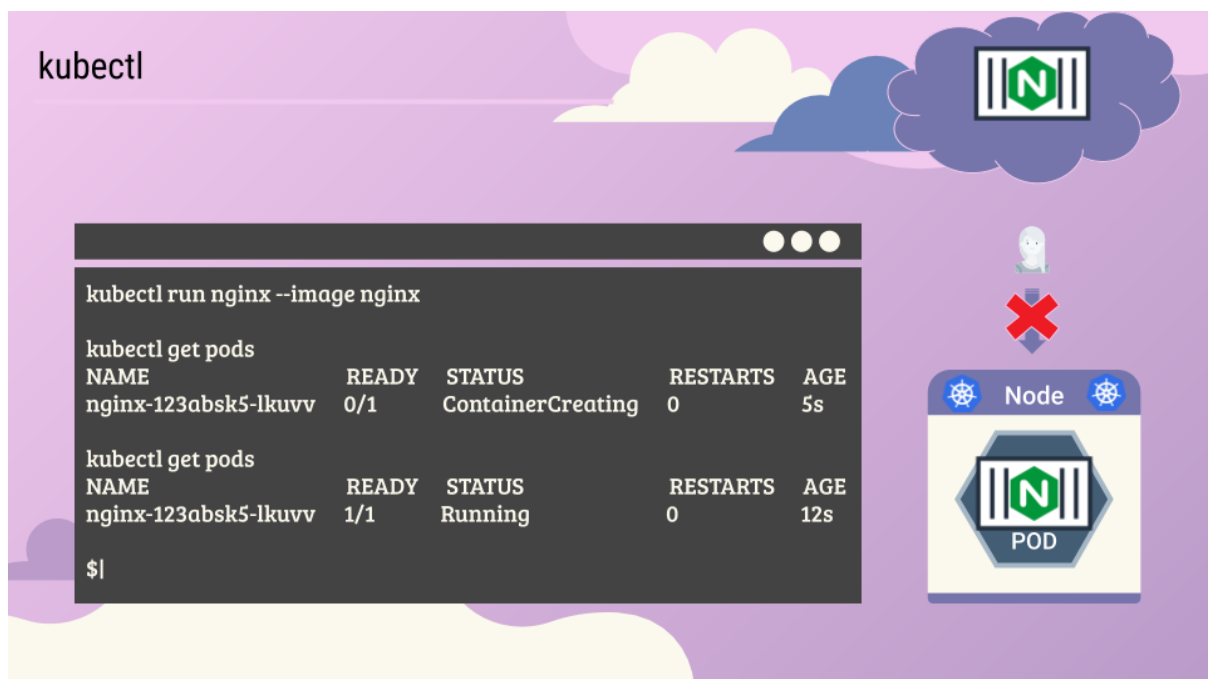 kubectl
kubectl run nginx --image nginx
kubectl get pods
NAME READY STATUS RESTARTS AGE
nginx-123absk5-lkuvv 0/1 ContainerCreating 0 5s
kubectl get pods
NAME READY STATUS RESTARTS AGE
nginx-123absk5-lkuvv 1/1 Running 0 12s
$|
N
Node
N
POD